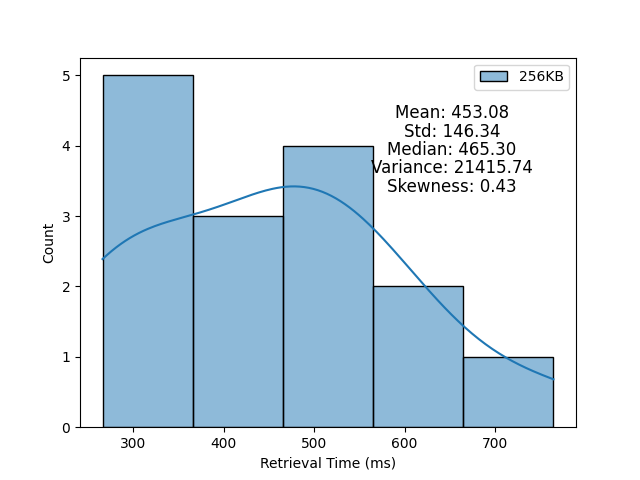 256KB
Mean: 453.08
Std: 146.34
Median: 465.30
Variance: 21415.74
Skewness: 0.43
Count
5
4
3
2
1
0
300 400 500 600 700
Retrieval Time (ms)